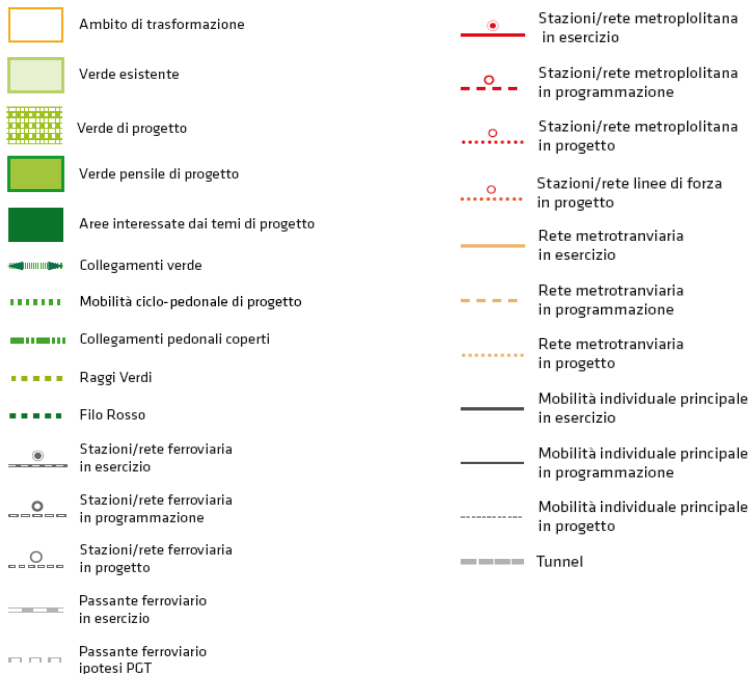 Ambito di trasformazione
Verde esistente
Verde di progetto
Verde pensile di progetto
Aree interessate dai temi di progetto
Collegamenti verde
Mobilità ciclo-pedonale di progetto
Collegamenti pedonali coperti
Raggi Verdi
Filo Rosso
Stazioni/rete ferroviaria
in esercizio
Stazioni/rete ferroviaria
in programmazione
Stazioni/rete ferroviaria
in progetto
Passante ferroviario
in esercizio
Passante ferroviario
ipotesi PGT
Stazioni/rete metroplolitana
in esercizio
Stazioni/rete metroplolitana
in programmazione
Stazioni/rete metroplolitana
in progetto
Stazioni/rete linee di forza
in progetto
Rete metrotranviaria
in esercizio
Rete metrotranviaria
in programmazione
Rete metrotranviaria
in progetto
Mobilità individuale principale
in esercizio
Mobilità individuale principale
in programmazione
Mobilità individuale principale
in progetto
Tunnel